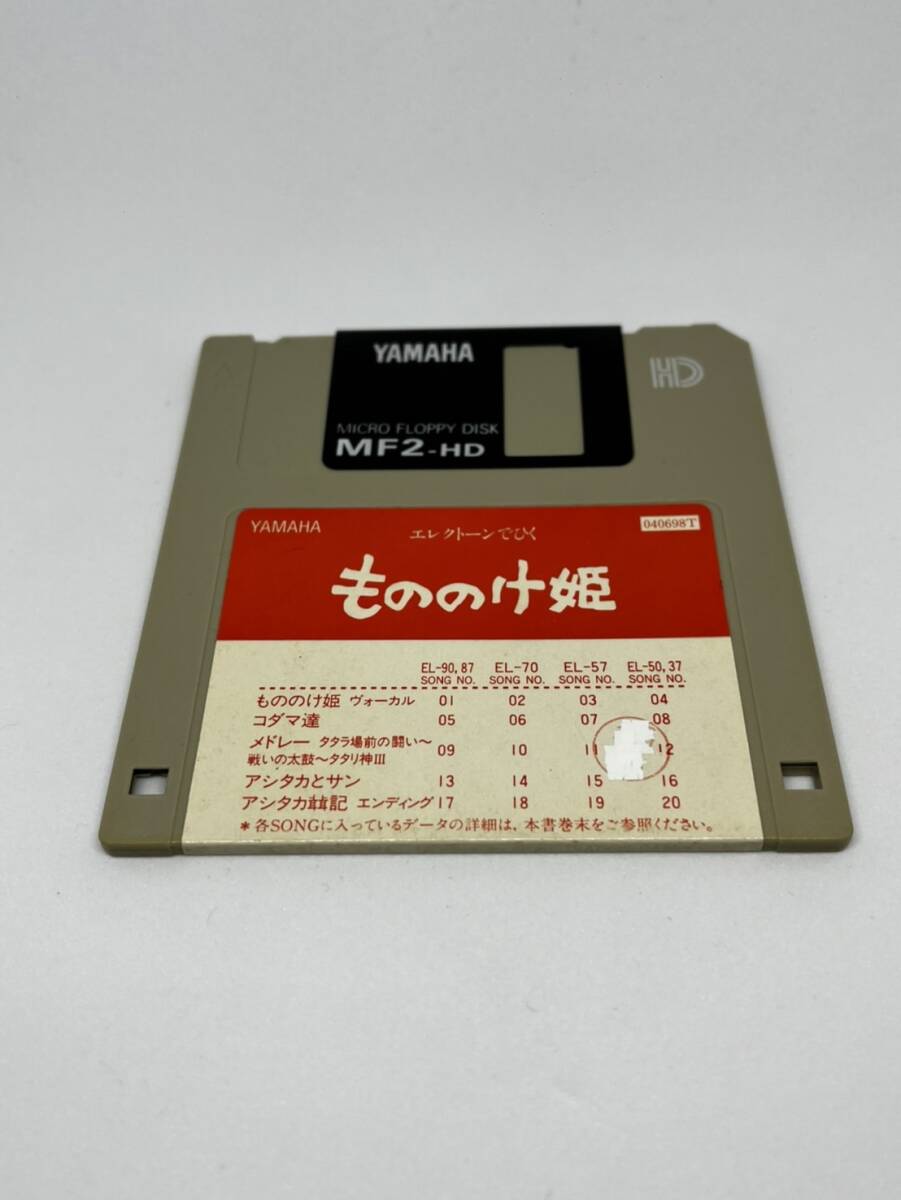 YAMAHA
HD
MICRO FLOPPY DISK
MF2-HD
YAMAHA
エレクトーンでひく
040698T
もののけ姫
EL-90, 87 EL-70 EL-57 EL-50, 37
SONG NO. SONG NO. SONG NO. SONG NO.
もののけ姫 ヴォーカル 01 02 03 04
コダマ達 05 06 07 08
メドレー タタラ場前の闘い〜
戦いの太鼓〜タタリ神III 09 10 11 12
アシタカとサン 13 14 15 16
アシタカ聶記 エンディング 17 18 19 20
*各SONGに入っているデータの詳細は、本書巻末をご参照ください。